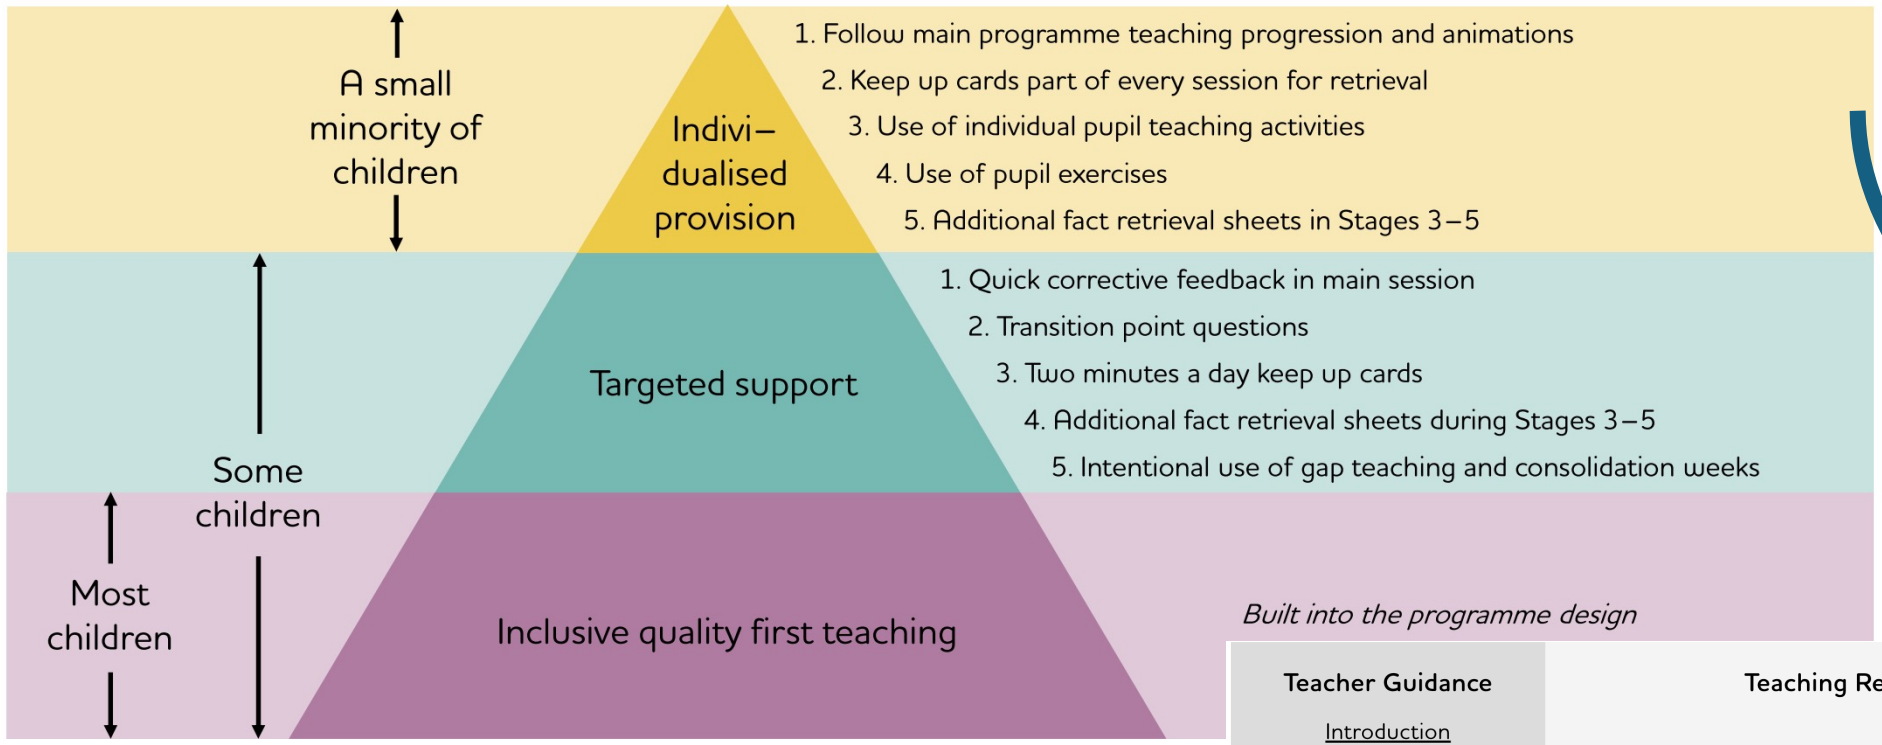 A small
minority of
children
Indivi–
dualised
provision
1. Follow main programme teaching progression and animations
2. Keep up cards part of every session for retrieval
3. Use of individual pupil teaching activities
4. Use of pupil exercises
5. Additional fact retrieval sheets in Stages 3–5
Some
children
Targeted support
1. Quick corrective feedback in main session
2. Transition point questions
3. Two minutes a day keep up cards
4. Additional fact retrieval sheets during Stages 3–5
5. Intentional use of gap teaching and consolidation weeks
Most
children
Inclusive quality first teaching
Built into the programme design
Teacher Guidance
Introduction
Teaching Re